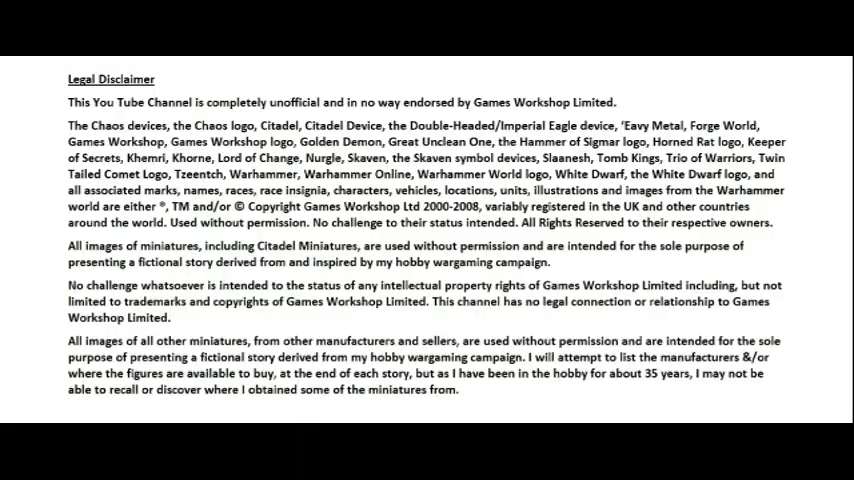 Legal Disclaimer
This You Tube Channel is completely unofficial and in no way endorsed by Games Workshop Limited.
The Chaos devices, the Chaos logo, Citadel, Citadel Device, the Double-Headed/Imperial Eagle device, 'Eavy Metal, Forge World,
Games Workshop, Games Workshop logo, Golden Demon, Great Unclean One, the Hammer of Sigmar logo, Horned Rat logo, Keeper
of Secrets, Khemri, Khorne, Lord of Change, Nurgle, Skaven, the Skaven symbol devices, Slaanesh, Tomb Kings, Trio of Warriors, Twin
Tailed Comet Logo, Tzeentch, Warhammer, Warhammer Online, Warhammer World logo, White Dwarf, the White Dwarf logo, and
all associated marks, names, races, race insignia, characters, vehicles, locations, units, illustrations and images from the Warhammer
world are either ®, TM and/or © Copyright Games Workshop Ltd 2000-2008, variably registered in the UK and other countries
around the world. Used without permission. No challenge to their status intended. All Rights Reserved to their respective owners.
All images of miniatures, including Citadel Miniatures, are used without permission and are intended for the sole purpose of
presenting a fictional story derived from and inspired by my hobby wargaming campaign.
No challenge whatsoever is intended to the status of any intellectual property rights of Games Workshop Limited including, but not
limited to trademarks and copyrights of Games Workshop Limited. This channel has no legal connection or relationship to Games
Workshop Limited.
All images of all other miniatures, from other manufacturers and sellers, are used without permission and are intended for the sole
purpose of presenting a fictional story derived from my hobby wargaming campaign. I will attempt to list the manufacturers &/or
where the figures are available to buy, at the end of each story, but as I have been in the hobby for about 35 years, I may not be
able to recall or discover where I obtained some of the miniatures from.